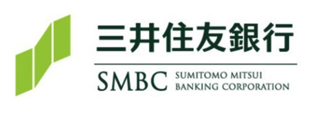 三井住友銀行
SMBC
SUMITOMO MITSUI
BANKING CORPORATION